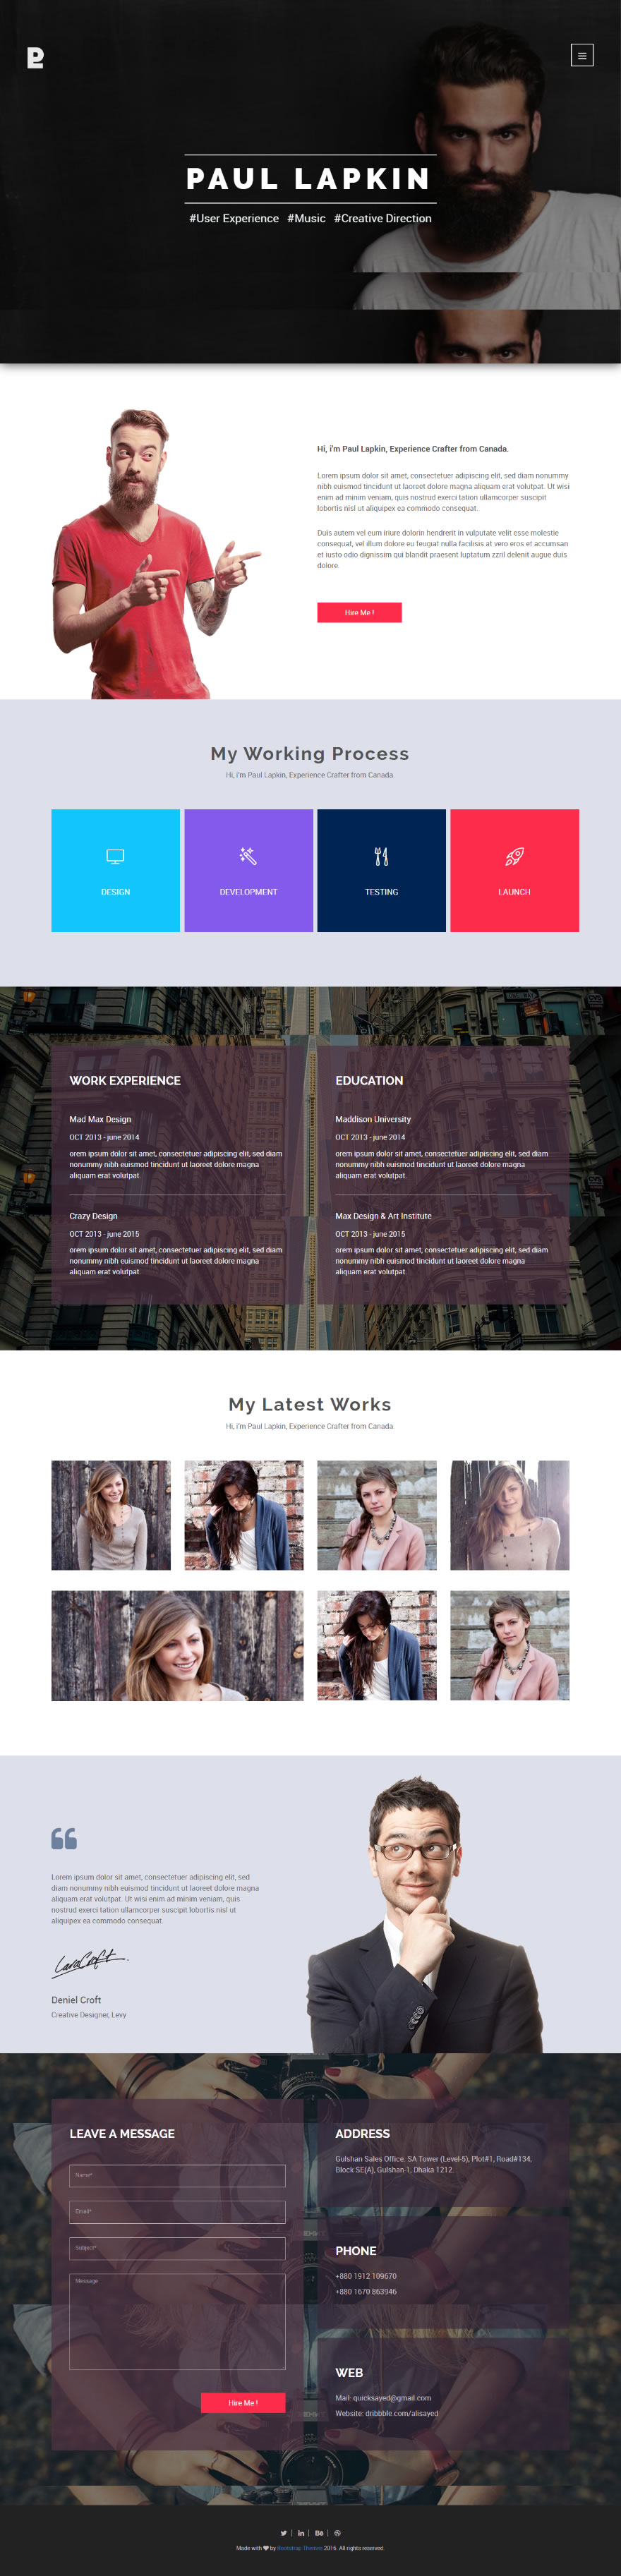 PAUL LAPKIN
#User Experience #Music #Creative Direction
Hi, i'm Paul Lapkin, Experience Crafter from Canada.
Lorem ipsum dolor sit amet, consectetuer adipiscing elit, sed diam nonummy
nibh euismod tincidunt ut laoreet dolore magna aliquam erat volutpat. Ut wisi
enim ad minim veniam, quis nostrud exerci tation ullamcorper suscipit
lobortis nisl ut aliquipex ea commodo consequat.
Duis autem vel eum iriure dolorin hendrerit in vulputate velit esse molestie
consequat, vel illum dolore eu feugiat nulla facilisis at vero eros et accumsan
et iusto odio dignissim qui blandit praesent luptatum zzril delenit augue duis
dolore.
Hire Me !
My Working Process
Hi, i'm Paul Lapkin, Experience Crafter from Canada.
DESIGN
DEVELOPMENT
TESTING
LAUNCH
WORK EXPERIENCE
Mad Max Design
OCT 2013 - june 2014
orem ipsum dolor sit amet, consectetuer adipiscing elit, sed diam
nonummy nibh euismod tincidunt ut laoreet dolore magna
aliquam erat volutpat.
Crazy Design
OCT 2013 - june 2015
orem ipsum dolor sit amet, consectetuer adipiscing elit, sed diam
nonummy nibh euismod tincidunt ut laoreet dolore magna
aliquam erat volutpat.
EDUCATION
Maddison University
OCT 2013 - june 2014
orem ipsum dolor sit amet, consectetuer adipiscing elit, sed diam
nonummy nibh euismod tincidunt ut laoreet dolore magna
aliquam erat volutpat.
Max Design & Art Institute
OCT 2013 - june 2015
orem ipsum dolor sit amet, consectetuer adipiscing elit, sed diam
nonummy nibh euismod tincidunt ut laoreet dolore magna
aliquam erat volutpat.
My Latest Works
Hi, i'm Paul Lapkin, Experience Crafter from Canada.
Lorem ipsum dolor sit amet, consectetuer adipiscing elit, sed
diam nonummy nibh euismod tincidunt ut laoreet dolore magna
aliquam erat volutpat. Ut wisi enim ad minim veniam, quis
nostrud exerci tation ullamcorper suscipit lobortis nisl ut
aliquipex ea commodo consequat.
Deniel Croft
Creative Designer, Levy
LEAVE A MESSAGE
Name*
Email*
Subject*
Message
Hire Me !
ADDRESS
Gulshan Sales Office: SA Tower (Level-5), Plot#1, Road#134,
Block SE(A), Gulshan-1, Dhaka 1212.
PHONE
+880 1912 109670
+880 1670 863946
WEB
Mail: quicksayed@gmail.com
Website: dribbble.com/alisayed
Made with ❤ by Bootstrap Themes 2016. All rights reserved